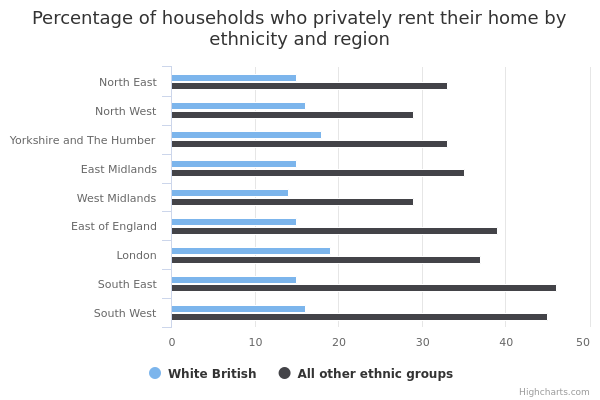 Percentage of households who privately rent their home by
ethnicity and region
North East
North West
Yorkshire and The Humber
East Midlands
West Midlands
East of England
London
South East
South West
0 10 20 30 40 50
White British All other ethnic groups
Highcharts.com